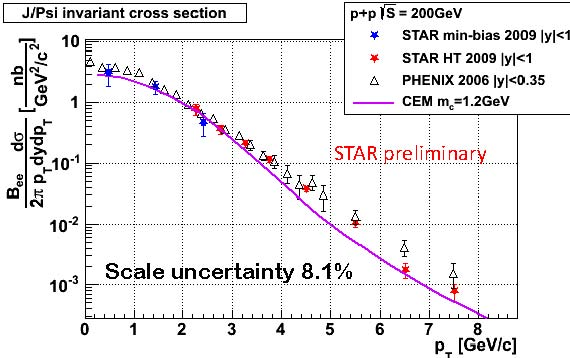 J/Psi invariant cross section
p+p √S = 200GeV
STAR min-bias 2009 |y|<1
STAR HT 2009 |y|<1
PHENIX 2006 |y|<0.35
CEM m_c=1.2GeV
B_ee/2π dσ/p_T dydp_T [nb/GeV²/c²]
10
1
10⁻¹
10⁻²
10⁻³
STAR preliminary
Scale uncertainty 8.1%
0 1 2 3 4 5 6 7 8
p_T [GeV/c]